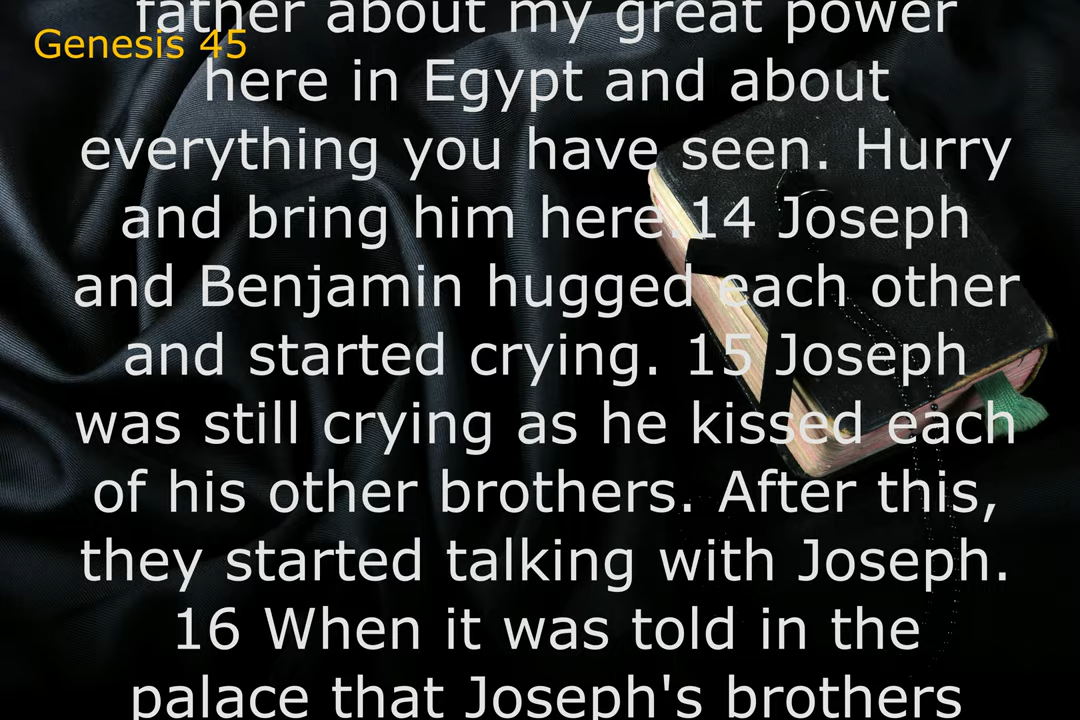 father about my great power
Genesis 45
here in Egypt and about
everything you have seen. Hurry
and bring him here.14 Joseph
and Benjamin hugged each other
and started crying. 15 Joseph
was still crying as he kissed each
of his other brothers. After this,
they started talking with Joseph.
16 When it was told in the
palace that Joseph's brothers